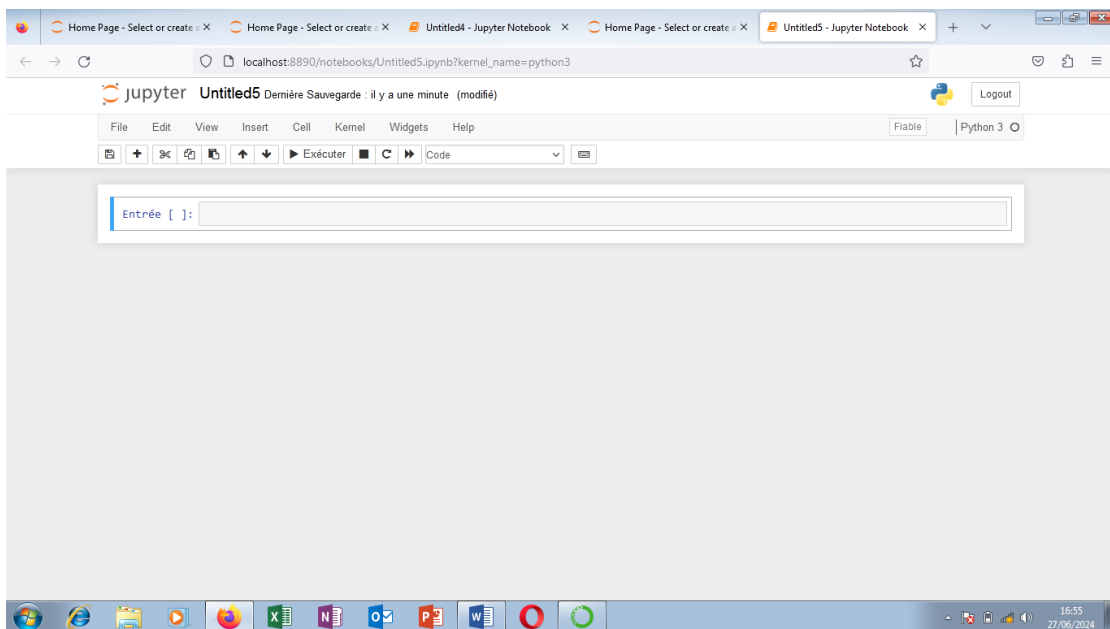 Home Page - Select or create a
Home Page - Select or create a
Untitled4 - Jupyter Notebook
Home Page - Select or create a
Untitled5 - Jupyter Notebook
localhost:8890/notebooks/Untitled5.ipynb?kernel_name=python3
jupyter Untitled5 Dernière Sauvegarde : il y a une minute (modifié)
Logout
File Edit View Insert Cell Kernel Widgets Help
Fiable
Python 3
Exécuter
Code
Entrée [ ]:
16:55
27/06/2024